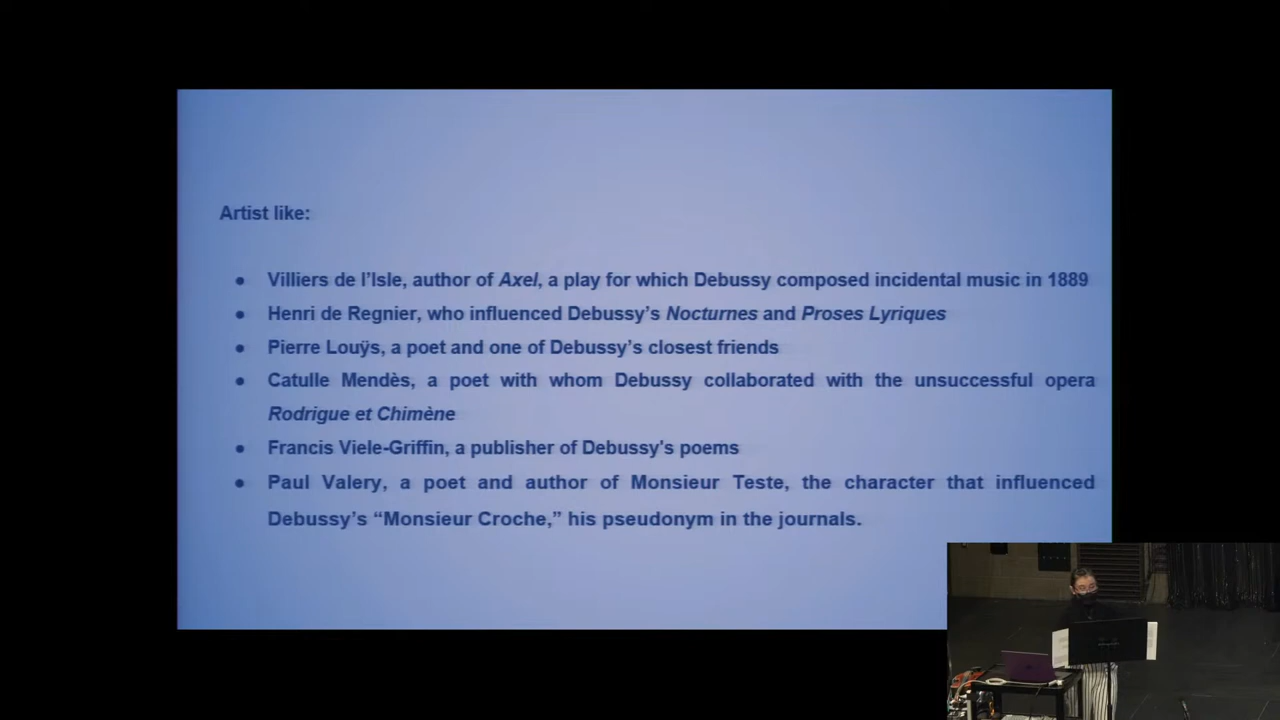 Artist like:
● Villiers de l’Isle, author of Axel, a play for which Debussy composed incidental music in 1889
● Henri de Regnier, who influenced Debussy’s Nocturnes and Proses Lyriques
● Pierre Louÿs, a poet and one of Debussy’s closest friends
● Catulle Mendès, a poet with whom Debussy collaborated with the unsuccessful opera
Rodrigue et Chimène
● Francis Viele-Griffin, a publisher of Debussy's poems
● Paul Valery, a poet and author of Monsieur Teste, the character that influenced
Debussy’s “Monsieur Croche,” his pseudonym in the journals.